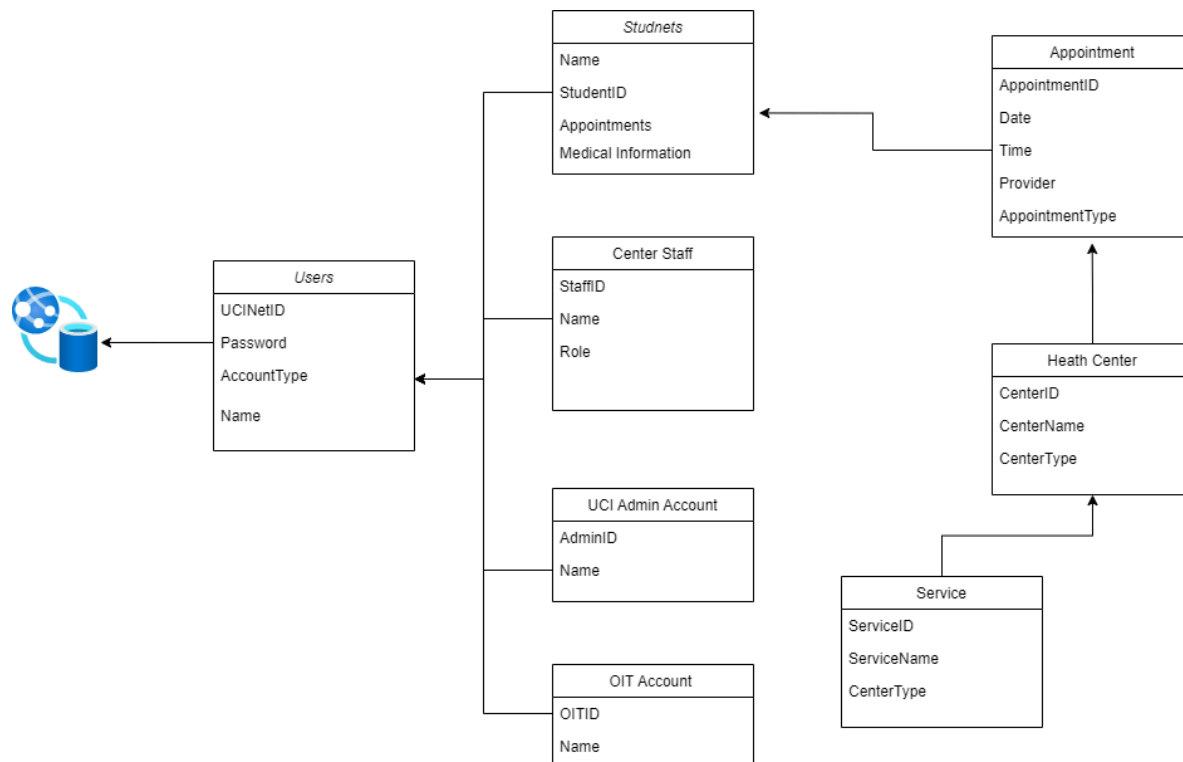 Studnets
Name
StudentID
Appointments
Medical Information
Appointment
AppointmentID
Date
Time
Provider
AppointmentType
Users
UCINetID
Password
AccountType
Name
Center Staff
StaffID
Name
Role
Heath Center
CenterID
CenterName
CenterType
UCI Admin Account
AdminID
Name
Service
ServiceID
ServiceName
CenterType
OIT Account
OITID
Name